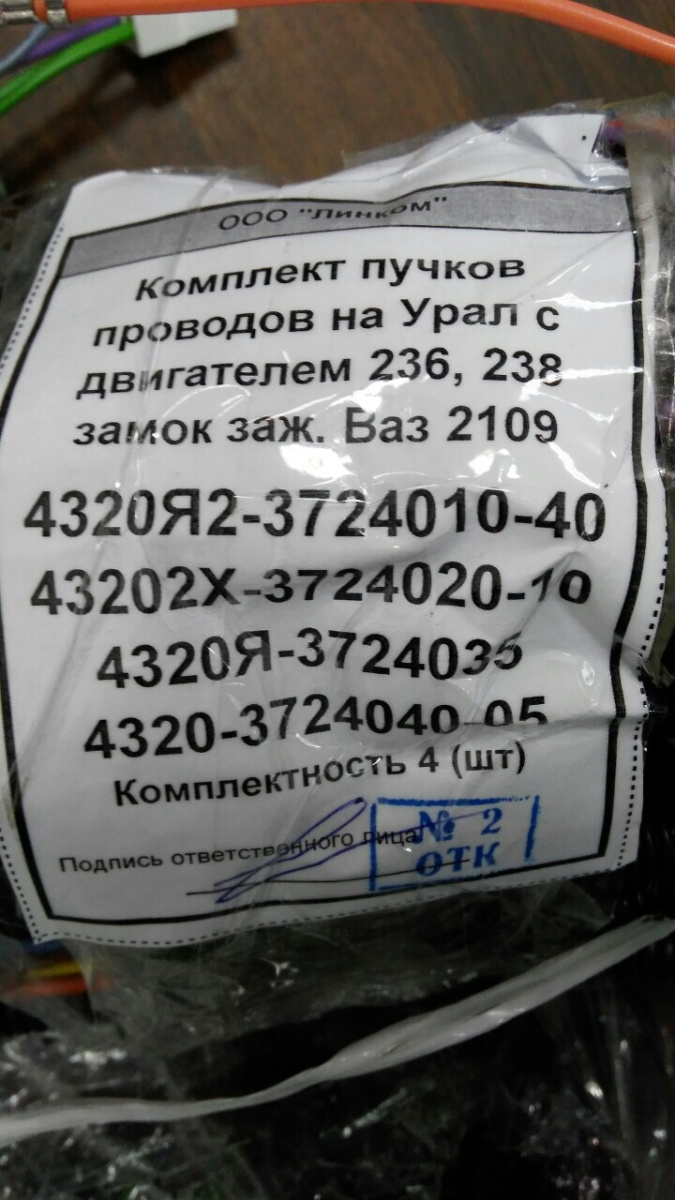 ООО "Линком"
Комплект пучков
проводов на Урал с
двигателем 236, 238
замок заж. Ваз 2109
4320Я2-3724010-40
43202Х-3724020-10
4320Я-3724035
4320-3724040-05
Комплектность 4 (шт)
Подпись ответственного лица
№ 2
ОТК